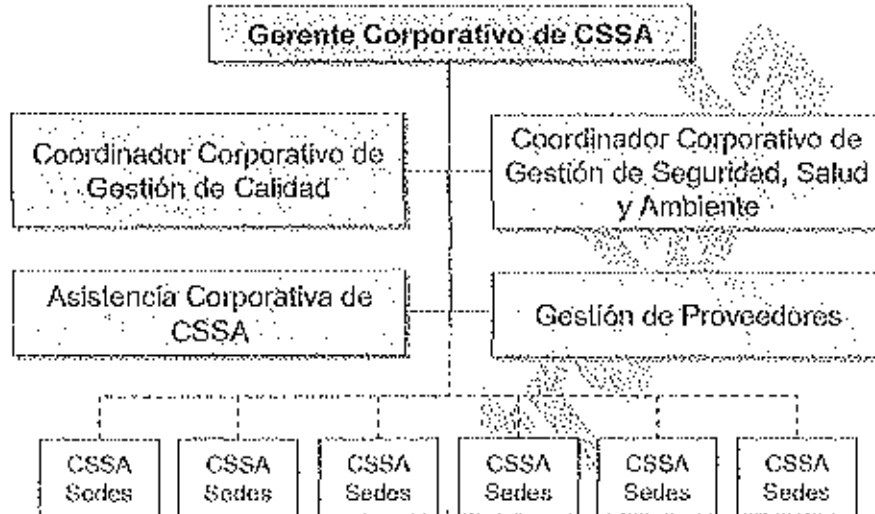 Gerente Corporativo de CSSA
Coordinador Corporativo de
Gestión de Calidad
Coordinador Corporativo de
Gestión de Seguridad, Salud
y Ambiente
Asistencia Corporativa de
CSSA
Gestión de Proveedores
CSSA
Sedes
CSSA
Sedes
CSSA
Sedes
CSSA
Sedes
CSSA
Sedes
CSSA
Sedes